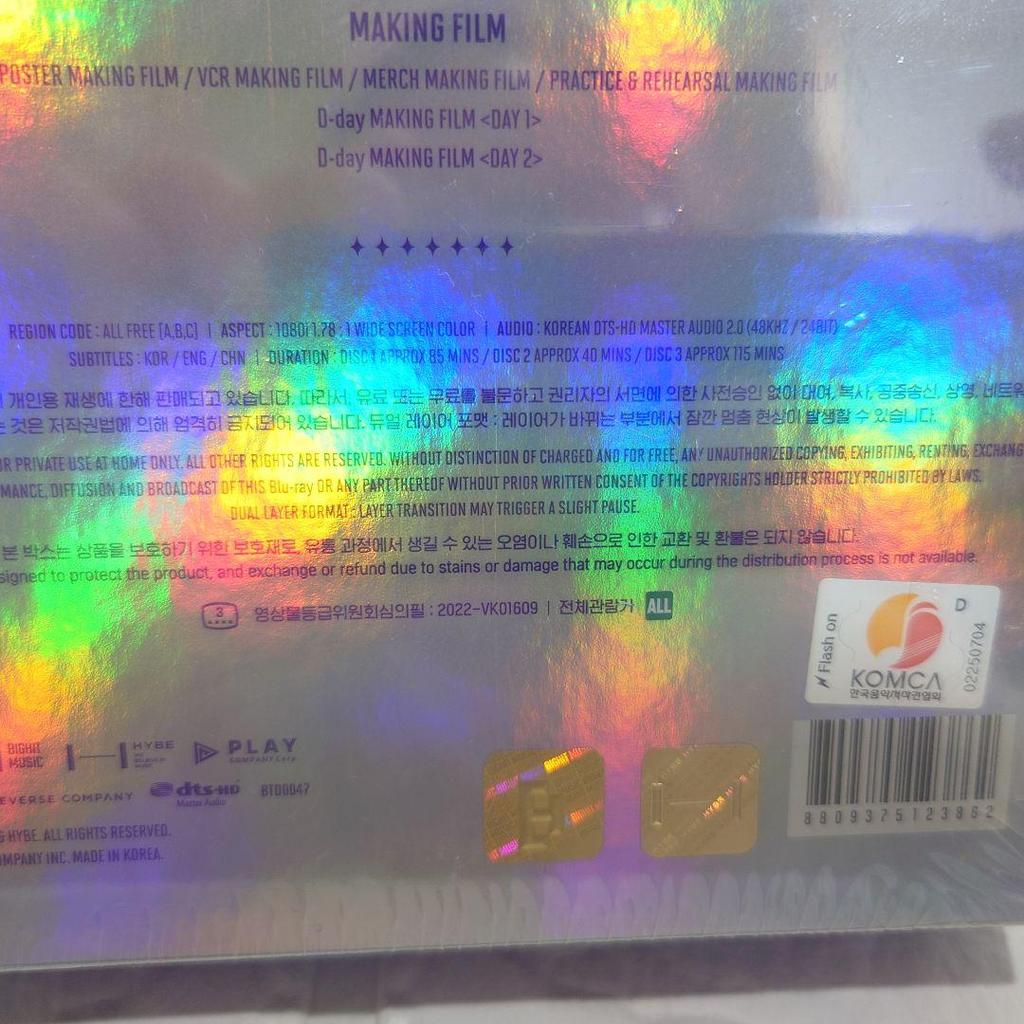 MAKING FILM
POSTER MAKING FILM / VCR MAKING FILM / MERCH MAKING FILM / PRACTICE & REHEARSAL MAKING FILM
D-day MAKING FILM <DAY 1>
D-day MAKING FILM <DAY 2>
REGION CODE : ALL FREE [A,B,C] | ASPECT : 1080i 1.78 : 1 WIDE SCREEN COLOR | AUDIO : KOREAN DTS-HD MASTER AUDIO 2.0 (48KHZ / 24BIT)
SUBTITLES : KOR / ENG / CHN | DURATION : DISC 1 APPROX 85 MINS / DISC 2 APPROX 40 MINS / DISC 3 APPROX 115 MINS
개인용 재생에 한해 판매되고 있습니다. 따라서, 유료 또는 무료를 불문하고 권리자의 서면에 의한 사전승인 없이 대여, 복사, 공중송신, 상영, 네트워
는 것은 저작권법에 의해 엄격히 금지되어 있습니다. 듀얼 레이어 포맷 : 레이어가 바뀌는 부분에서 잠깐 멈춤 현상이 발생할 수 있습니다.
OR PRIVATE USE AT HOME ONLY. ALL OTHER RIGHTS ARE RESERVED. WITHOUT DISTINCTION OF CHARGED AND FOR FREE, ANY UNAUTHORIZED COPYING, EXHIBITING, RENTING, EXCHANG
MANCE, DIFFUSION AND BROADCAST OF THIS Blu-ray OR ANY PART THEREOF WITHOUT PRIOR WRITTEN CONSENT OF THE COPYRIGHTS HOLDER STRICTLY PROHIBITED BY LAWS.
DUAL LAYER FORMAT : LAYER TRANSITION MAY TRIGGER A SLIGHT PAUSE.
본 박스는 상품을 보호하기 위한 보호재로, 유통 과정에서 생길 수 있는 오염이나 훼손으로 인한 교환 및 환불은 되지 않습니다.
signed to protect the product, and exchange or refund due to stains or damage that may occur during the distribution process is not available.
3 영상물등급위원회심의필 : 2022-VK01609 | 전체관람가 ALL
Flash on
D
KOMCA
한국음악저작권협회
02250704
BIGHIT MUSIC
HYBE
PLAY
COMPANY Corp
EVERSE COMPANY
dts-HD
Master Audio
BTD0047
BIGHIT MUSIC
HYBE
8809375123862
& HYBE. ALL RIGHTS RESERVED.
OMPANY INC. MADE IN KOREA.